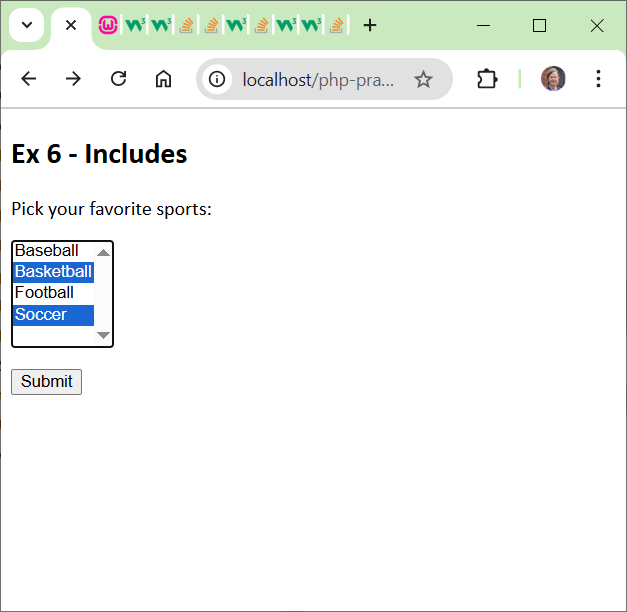 localhost/php-pra...
Ex 6 - Includes
Pick your favorite sports:
Baseball
Basketball
Football
Soccer
Submit